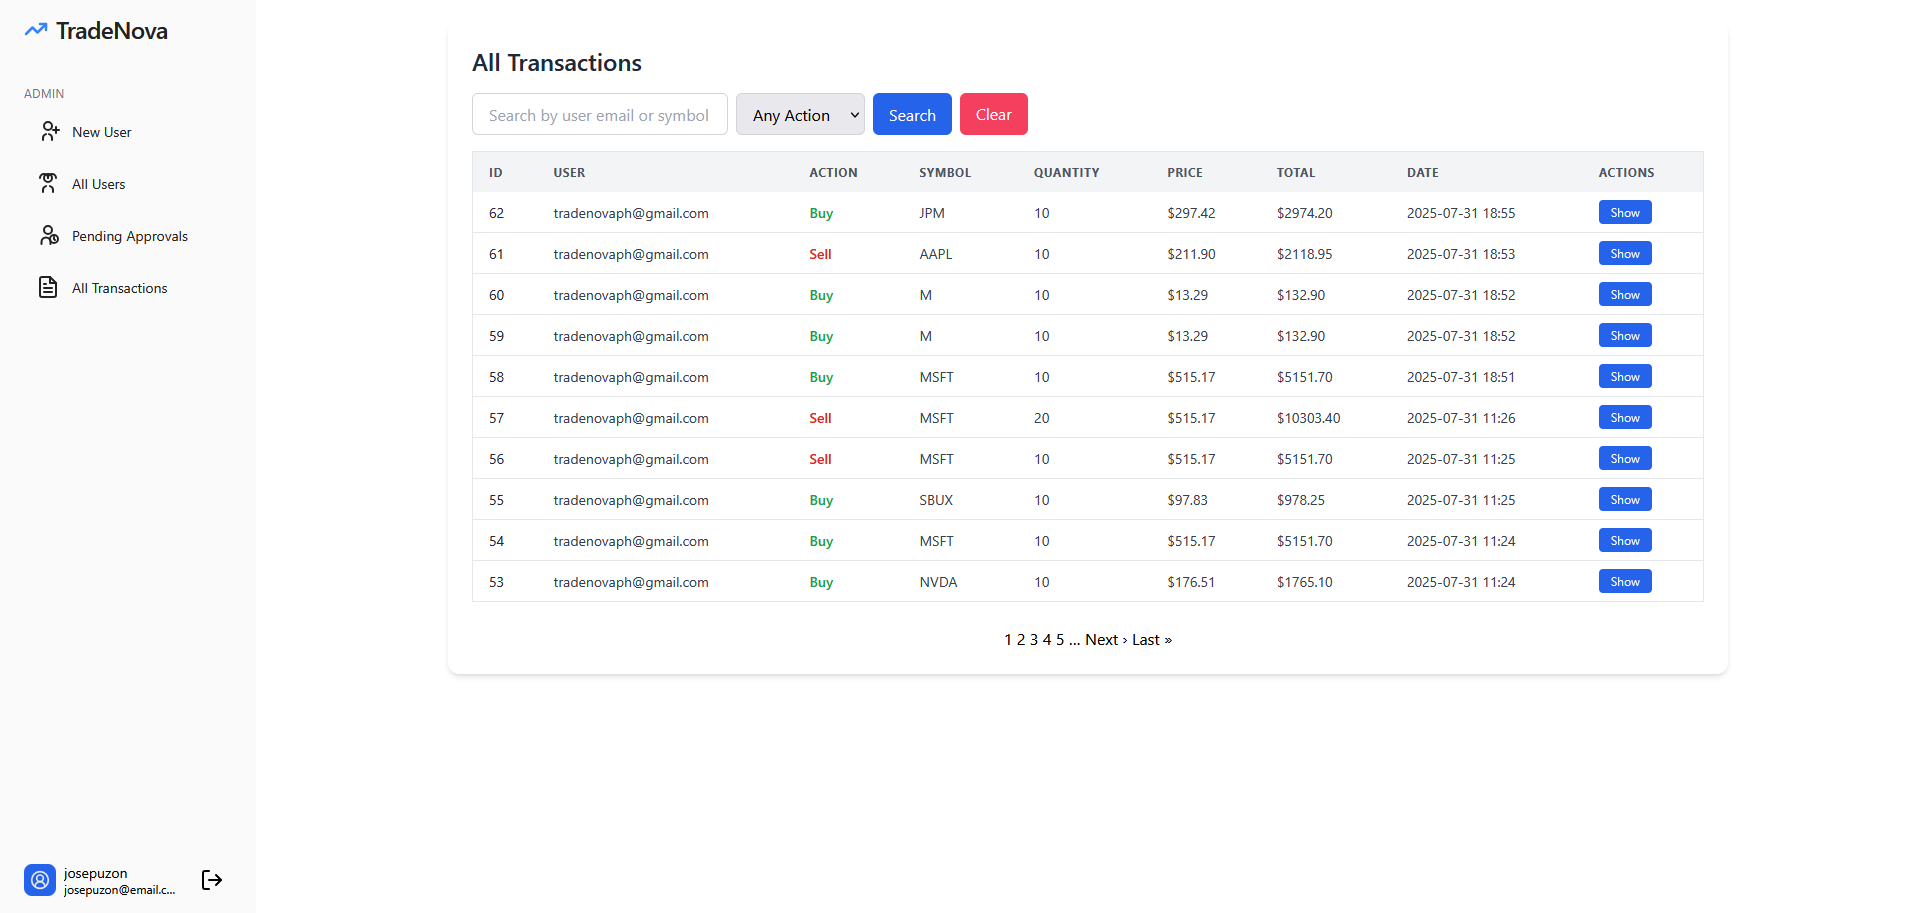 TradeNova
ADMIN
New User
All Users
Pending Approvals
All Transactions
josepuzon
josepuzon@email.c...
All Transactions
Search by user email or symbol Any Action Search Clear
ID USER ACTION SYMBOL QUANTITY PRICE TOTAL DATE ACTIONS
62 tradenovaph@gmail.com Buy JPM 10 $297.42 $2974.20 2025-07-31 18:55 Show
61 tradenovaph@gmail.com Sell AAPL 10 $211.90 $2118.95 2025-07-31 18:53 Show
60 tradenovaph@gmail.com Buy M 10 $13.29 $132.90 2025-07-31 18:52 Show
59 tradenovaph@gmail.com Buy M 10 $13.29 $132.90 2025-07-31 18:52 Show
58 tradenovaph@gmail.com Buy MSFT 10 $515.17 $5151.70 2025-07-31 18:51 Show
57 tradenovaph@gmail.com Sell MSFT 20 $515.17 $10303.40 2025-07-31 11:26 Show
56 tradenovaph@gmail.com Sell MSFT 10 $515.17 $5151.70 2025-07-31 11:25 Show
55 tradenovaph@gmail.com Buy SBUX 10 $97.83 $978.25 2025-07-31 11:25 Show
54 tradenovaph@gmail.com Buy MSFT 10 $515.17 $5151.70 2025-07-31 11:24 Show
53 tradenovaph@gmail.com Buy NVDA 10 $176.51 $1765.10 2025-07-31 11:24 Show
1 2 3 4 5 ... Next › Last »